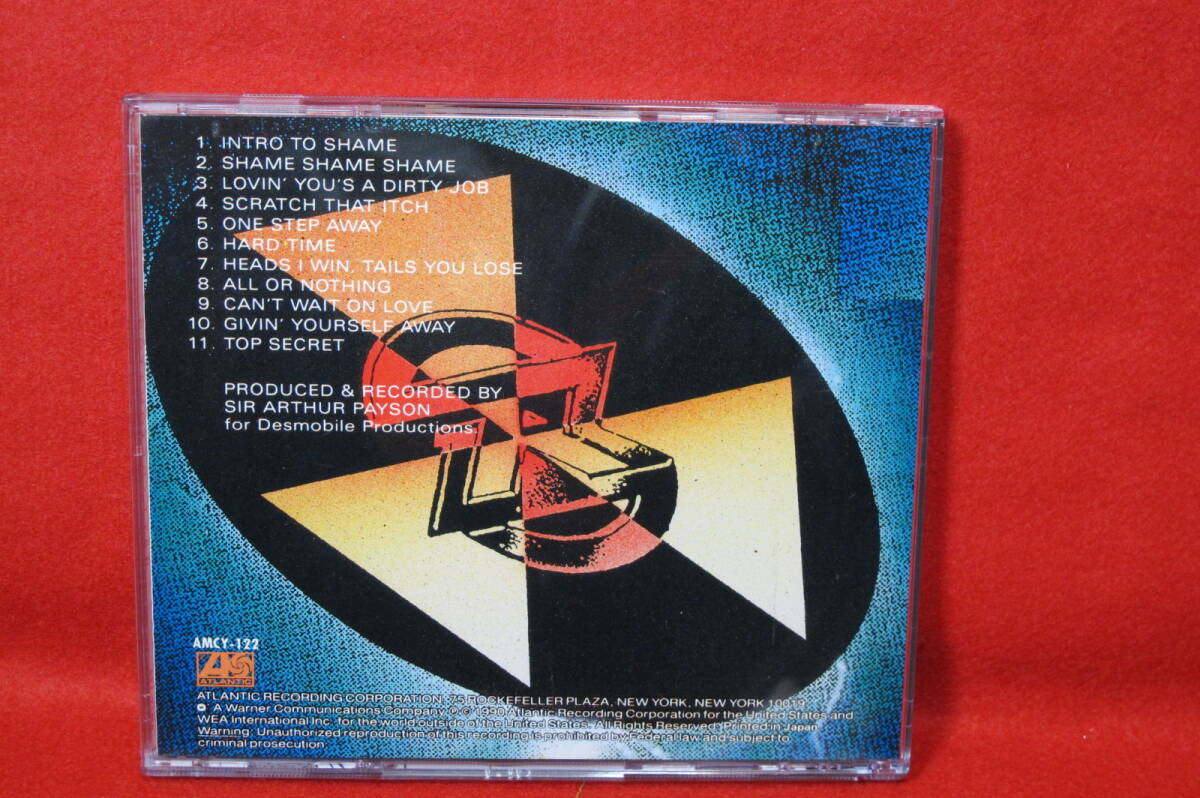 1. INTRO TO SHAME
2. SHAME SHAME SHAME
3. LOVIN' YOU'S A DIRTY JOB
4. SCRATCH THAT ITCH
5. ONE STEP AWAY
6. HARD TIME
7. HEADS I WIN, TAILS YOU LOSE
8. ALL OR NOTHING
9. CAN'T WAIT ON LOVE
10. GIVIN' YOURSELF AWAY
11. TOP SECRET
PRODUCED & RECORDED BY
SIR ARTHUR PAYSON
for Desmobile Productions.
AMCY-122
ATLANTIC
ATLANTIC RECORDING CORPORATION, 75 ROCKEFELLER PLAZA, NEW YORK, NEW YORK 10019
A Warner Communications Company. ℗ © 1990 Atlantic Recording Corporation for the United States and
WEA International Inc. for the world outside of the United States. All Rights Reserved. Printed in Japan
Warning: Unauthorized reproduction of this recording is prohibited by Federal law and subject to
criminal prosecution.